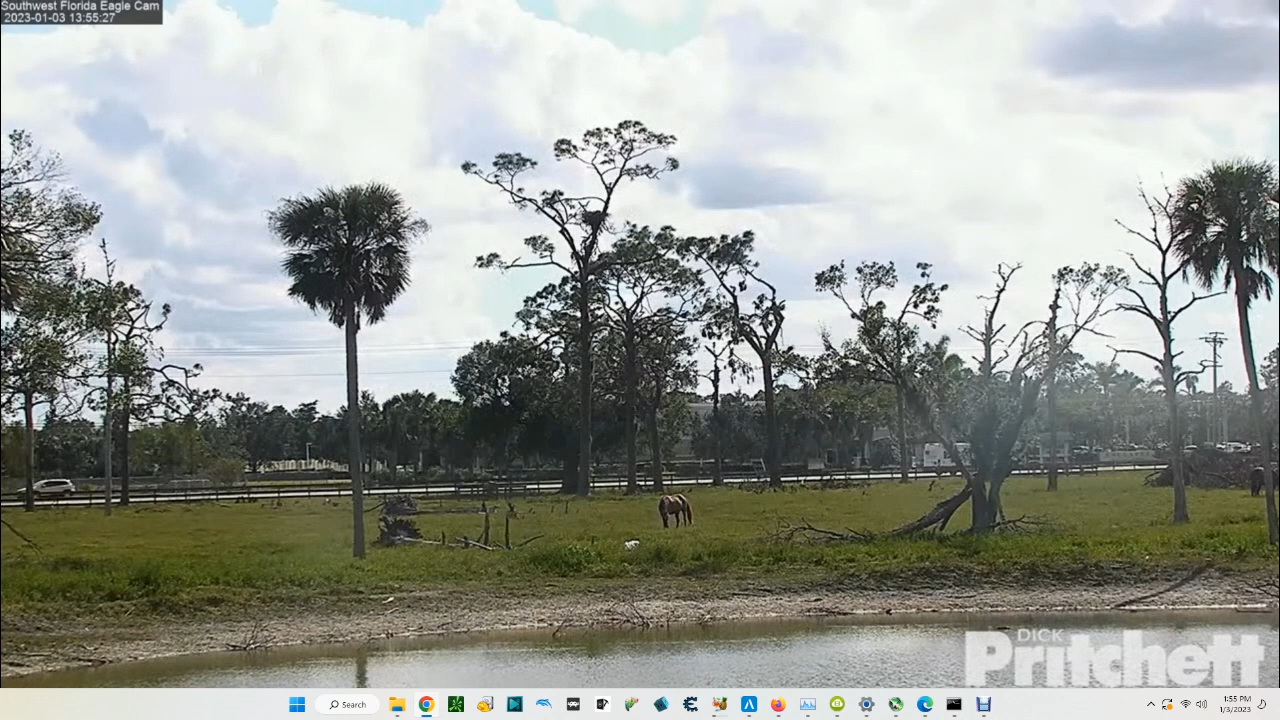 Southwest Florida Eagle Cam
2023-01-03 13:55:27
DICK
Pritchett
Search
1:55 PM
1/3/2023